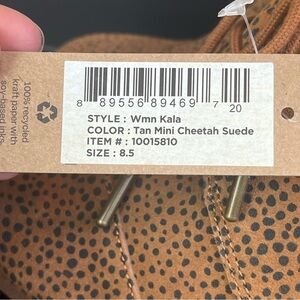 8 89556 89469 7 20
STYLE : Wmn Kala
COLOR : Tan Mini Cheetah Suede
ITEM # : 10015810
SIZE : 8.5
100% recycled
kraft paper with
soy-based inks.